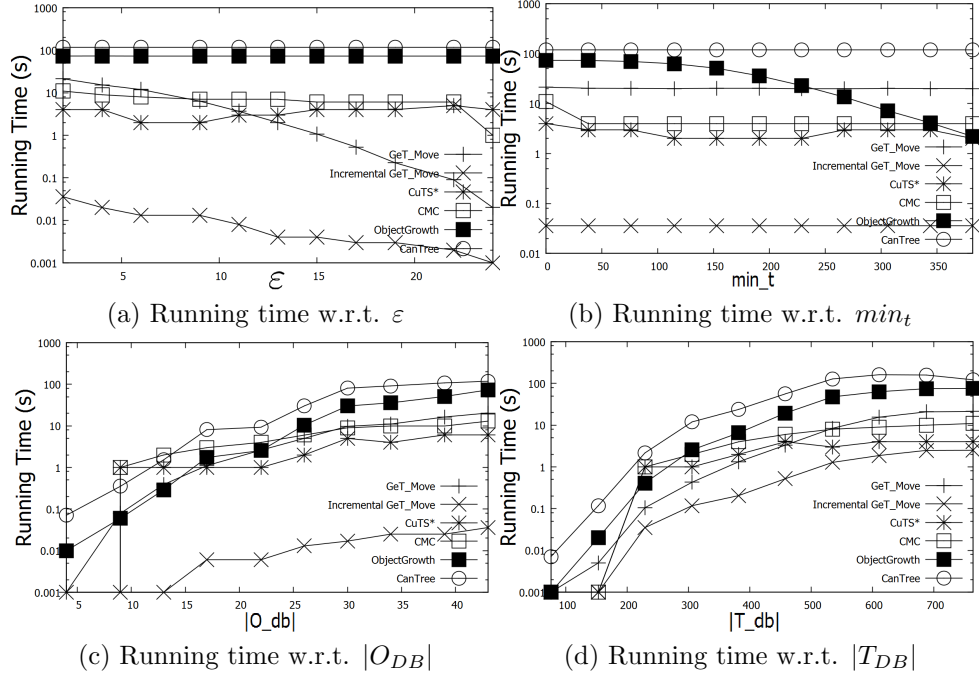 1000
100
10
1
0.1
0.01
0.001
Running Time (s)
GeT_Move
Incremental GeT_Move
CuTS*
CMC
ObjectGrowth
CanTree
5
10
15
20
ε
(a) Running time w.r.t. ε
1000
100
10
1
0.1
0.01
Running Time (s)
GeT_Move
Incremental GeT_Move
CuTS*
CMC
ObjectGrowth
CanTree
0
50
100
150
200
250
300
350
min_t
(b) Running time w.r.t. min_t
1000
100
10
1
0.1
0.01
0.001
Running Time (s)
GeT_Move
Incremental GeT_Move
CuTS*
CMC
ObjectGrowth
CanTree
5
10
15
20
25
30
35
40
|O_db|
(c) Running time w.r.t. |O_DB|
1000
100
10
1
0.1
0.01
0.001
Running Time (s)
GeT_Move
Incremental GeT_Move
CuTS*
CMC
ObjectGrowth
CanTree
100
200
300
400
500
600
700
|T_db|
(d) Running time w.r.t. |T_DB|